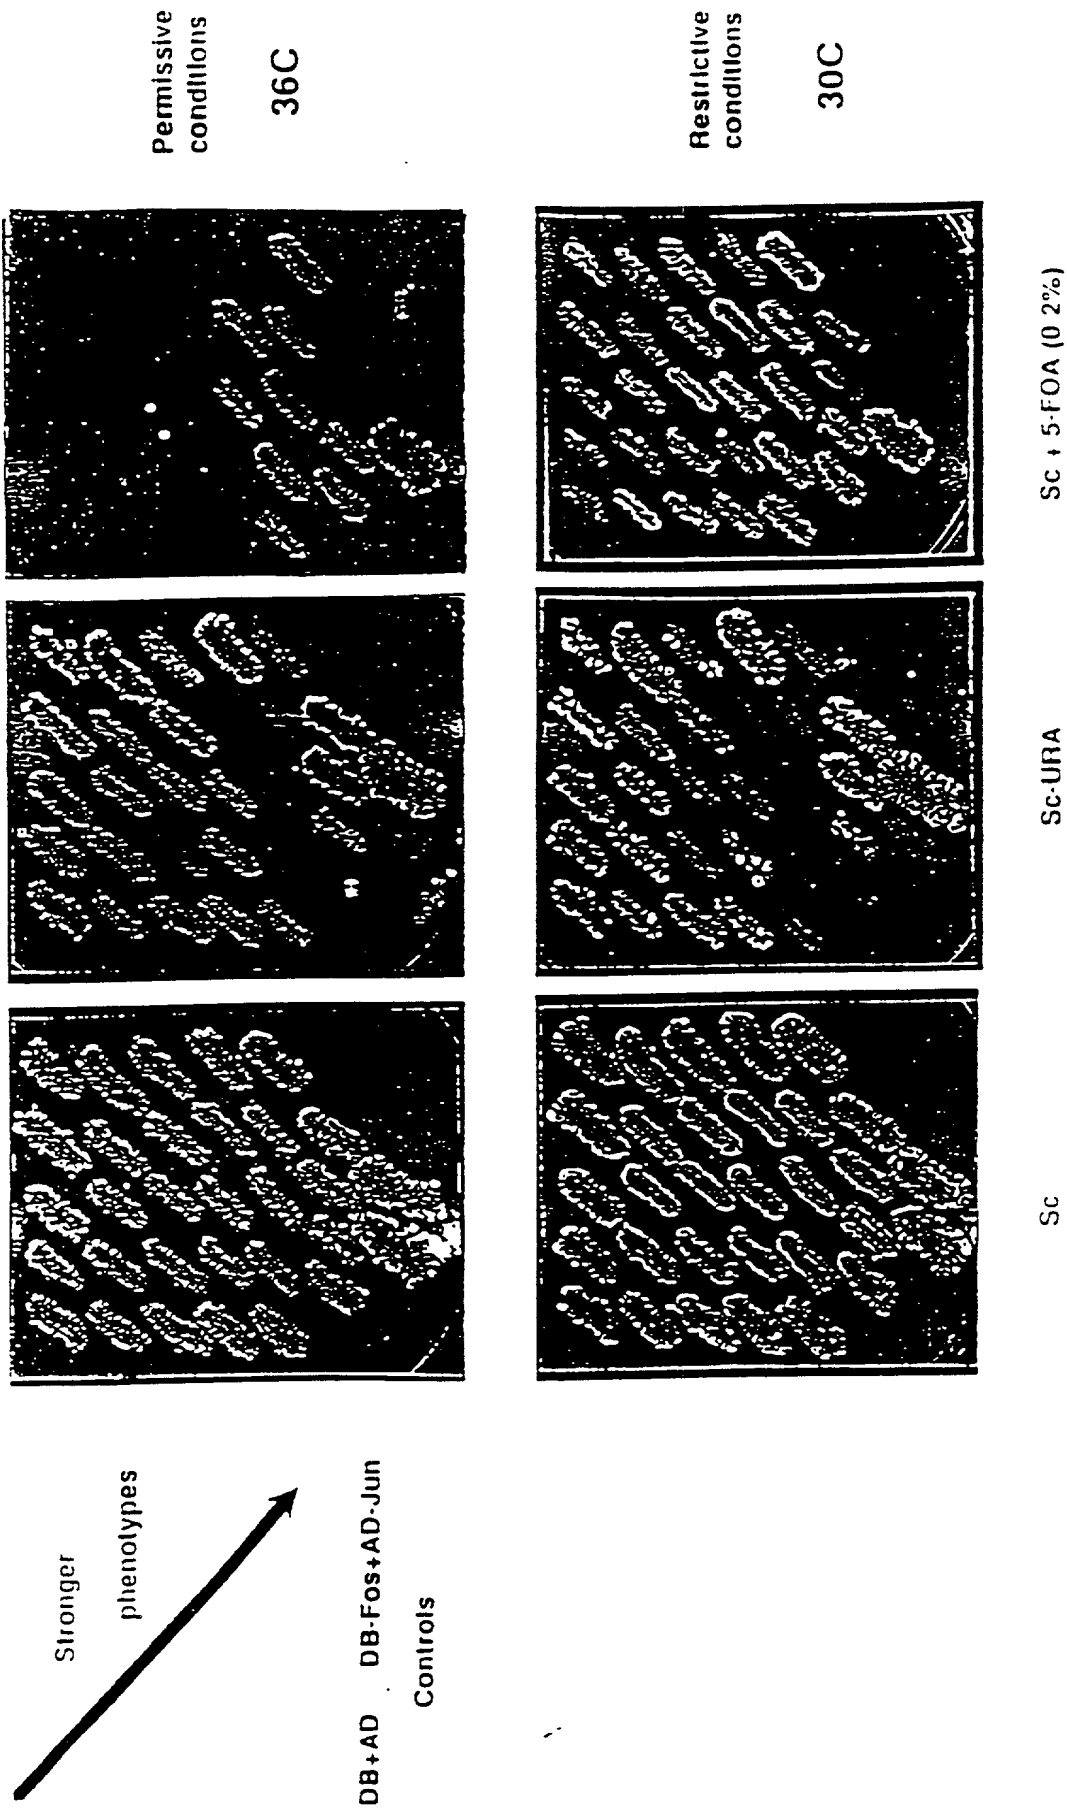 Permissive
conditions
36C
Restrictive
conditions
30C
Sc + 5-FOA (0 2%)
Sc-URA
Sc
Stronger
phenotypes
DB+AD DB-Fos+AD-Jun
Controls